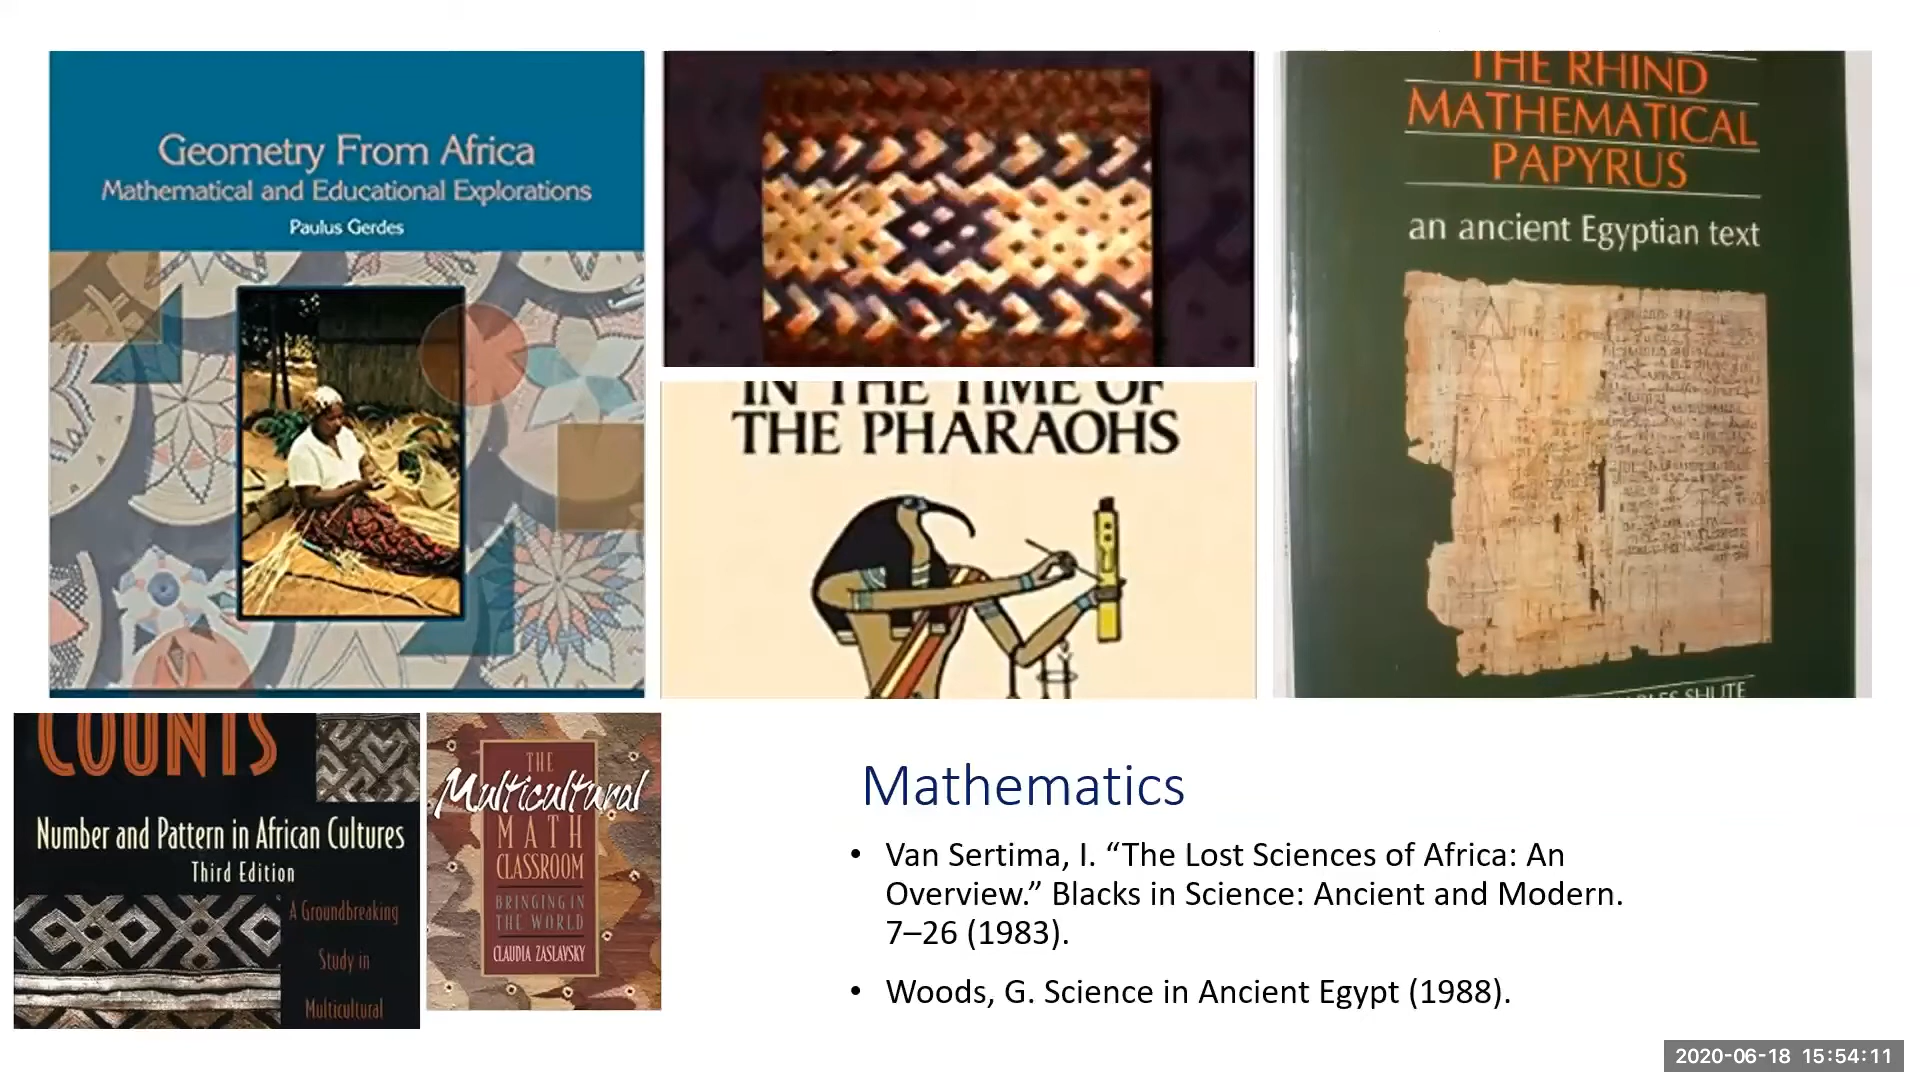 Geometry From Africa
Mathematical and Educational Explorations
Paulus Gerdes
IN THE TIME OF
THE PHARAOHS
THE RHIND
MATHEMATICAL
PAPYRUS
an ancient Egyptian text
CHARLES SHUTE
COUNTS
Number and Pattern in African Cultures
Third Edition
A Groundbreaking
Study in
Multicultural
THE
Multicultural
MATH
CLASSROOM
BRINGING IN
THE WORLD
CLAUDIA ZASLAVSKY
Mathematics
• Van Sertima, I. “The Lost Sciences of Africa: An
Overview.” Blacks in Science: Ancient and Modern.
7–26 (1983).
• Woods, G. Science in Ancient Egypt (1988).
2020-06-18 15:54:11